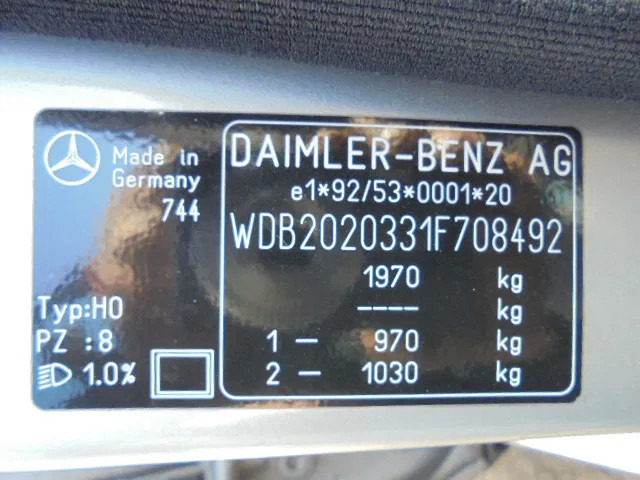 Made in
Germany
744
Typ:HO
PZ :8
1.0%
DAIMLER-BENZ AG
e1*92/53*0001*20
WDB2020331F708492
1970 kg
---- kg
1 — 970 kg
2 — 1030 kg